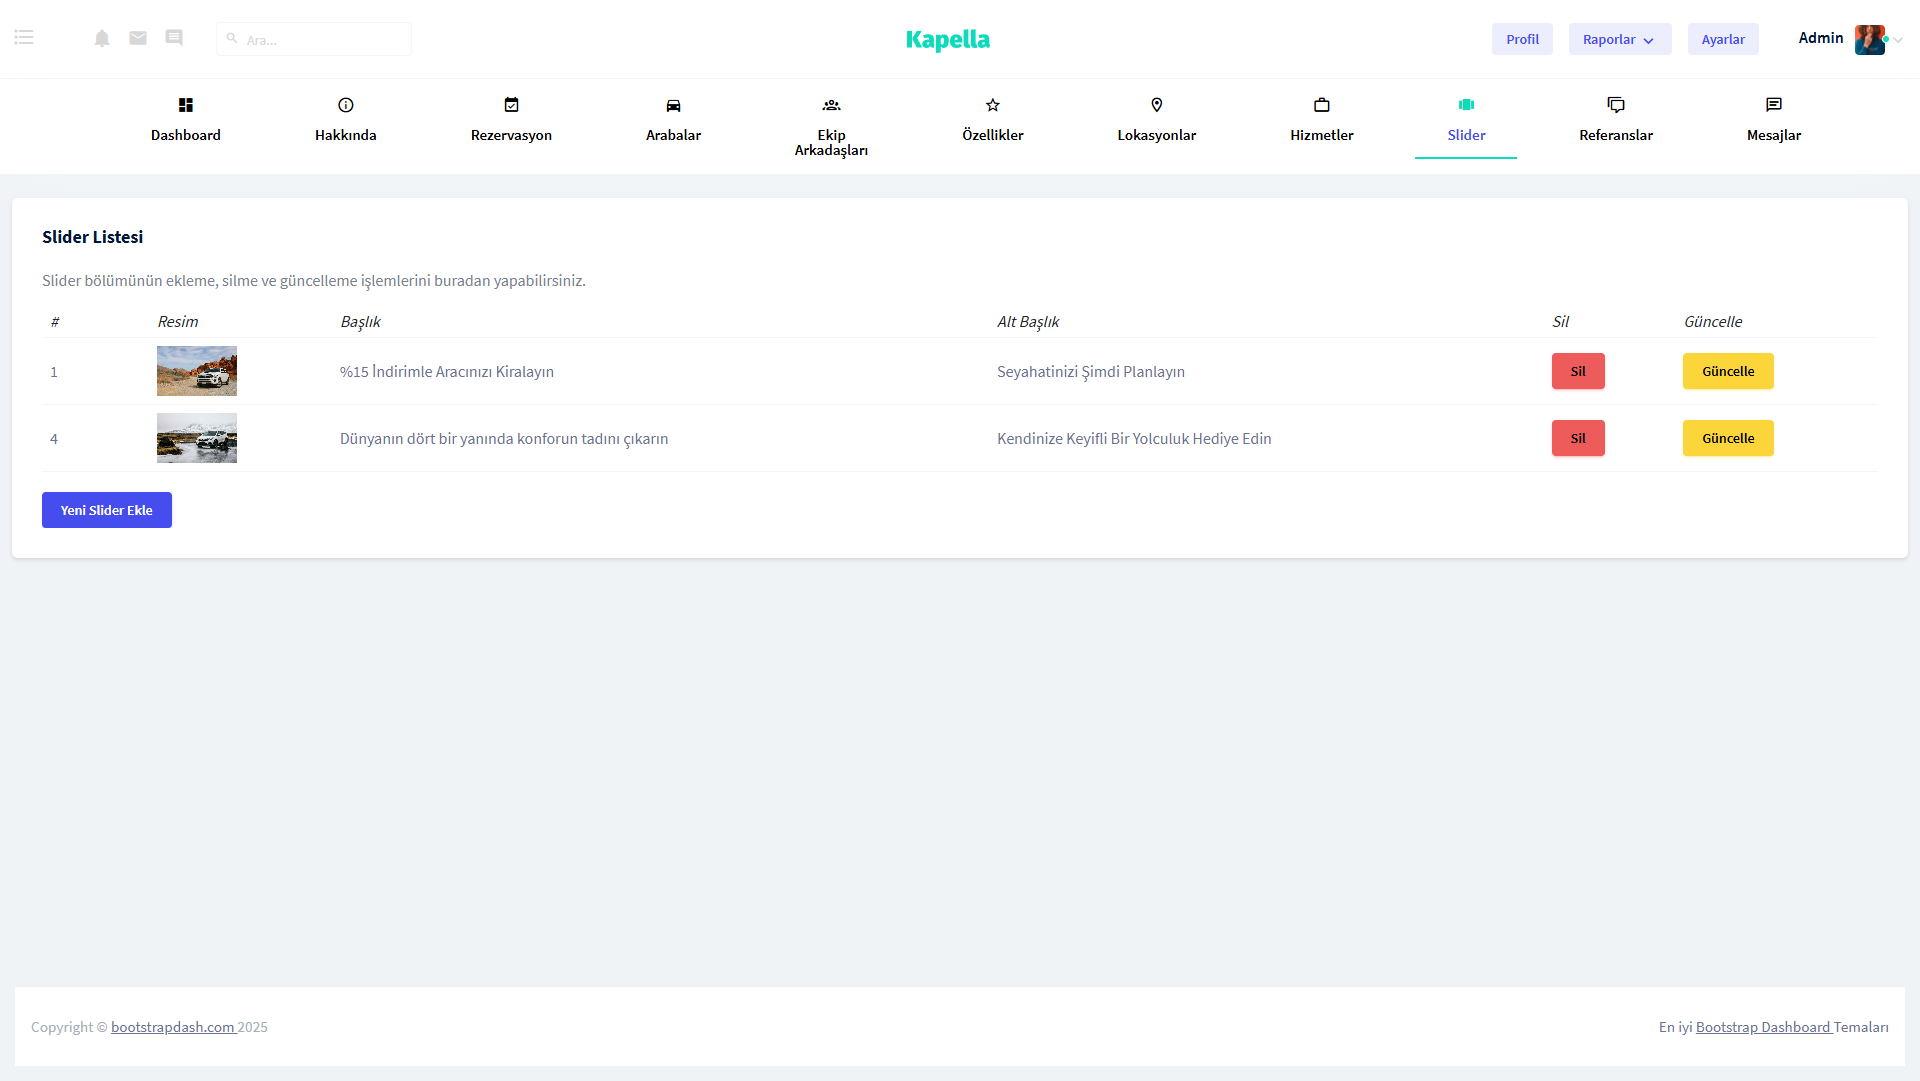 Ara...
Kapella
Profil
Raporlar
Ayarlar
Admin
Dashboard
Hakkında
Rezervasyon
Arabalar
Ekip
Arkadaşları
Özellikler
Lokasyonlar
Hizmetler
Slider
Referanslar
Mesajlar
Slider Listesi
Slider bölümünün ekleme, silme ve güncelleme işlemlerini buradan yapabilirsiniz.
# Resim Başlık Alt Başlık Sil Güncelle
1 %15 İndirimle Aracınızı Kiralayın Seyahatinizi Şimdi Planlayın Sil Güncelle
4 Dünyanın dört bir yanında konforun tadını çıkarın Kendinize Keyifli Bir Yolculuk Hediye Edin Sil Güncelle
Yeni Slider Ekle
Copyright © bootstrapdash.com 2025
En iyi Bootstrap Dashboard Temaları